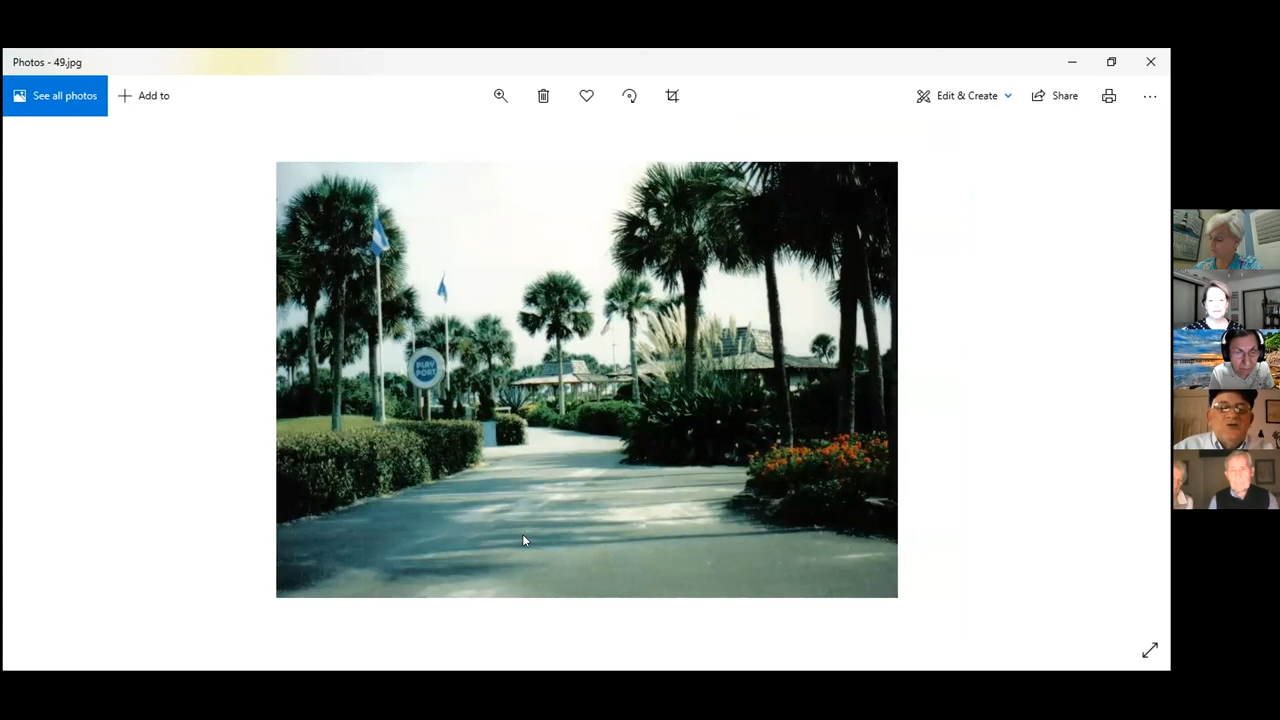 Photos - 49.jpg
See all photos
Add to
Edit & Create
Share
PLAY
PORT